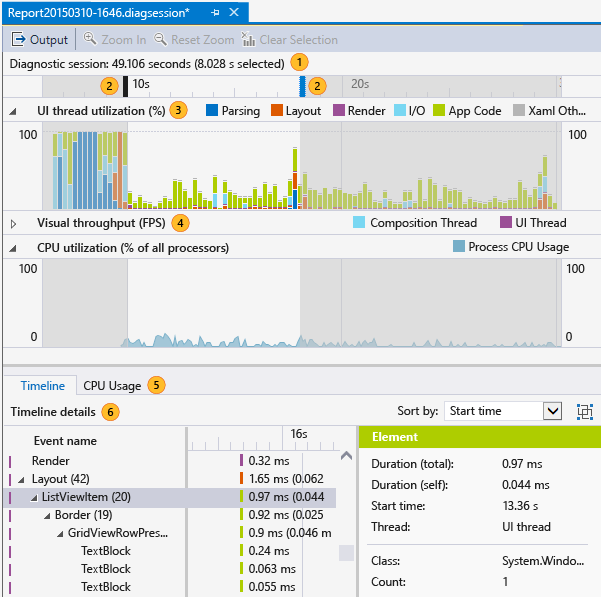 Report20150310-1646.diagsession*
Output Zoom In Reset Zoom Clear Selection
Diagnostic session: 49.106 seconds (8.028 s selected) 1
2 10s 2 20s
UI thread utilization (%) 3 Parsing Layout Render I/O App Code Xaml Oth...
100 100
Visual throughput (FPS) 4 Composition Thread UI Thread
CPU utilization (% of all processors) Process CPU Usage
100 100
0 0
Timeline CPU Usage 5
Timeline details 6 Sort by: Start time
Event name 16s Element
Render 0.32 ms Duration (total): 0.97 ms
Layout (42) 1.65 ms (0.062 Duration (self): 0.044 ms
ListViewItem (20) 0.97 ms (0.044 Start time: 13.36 s
Border (19) 0.92 ms (0.025 Thread: UI thread
GridViewRowPres... 0.9 ms (0.046 m
TextBlock 0.24 ms Class: System.Windo...
TextBlock 0.063 ms Count: 1
TextBlock 0.055 ms